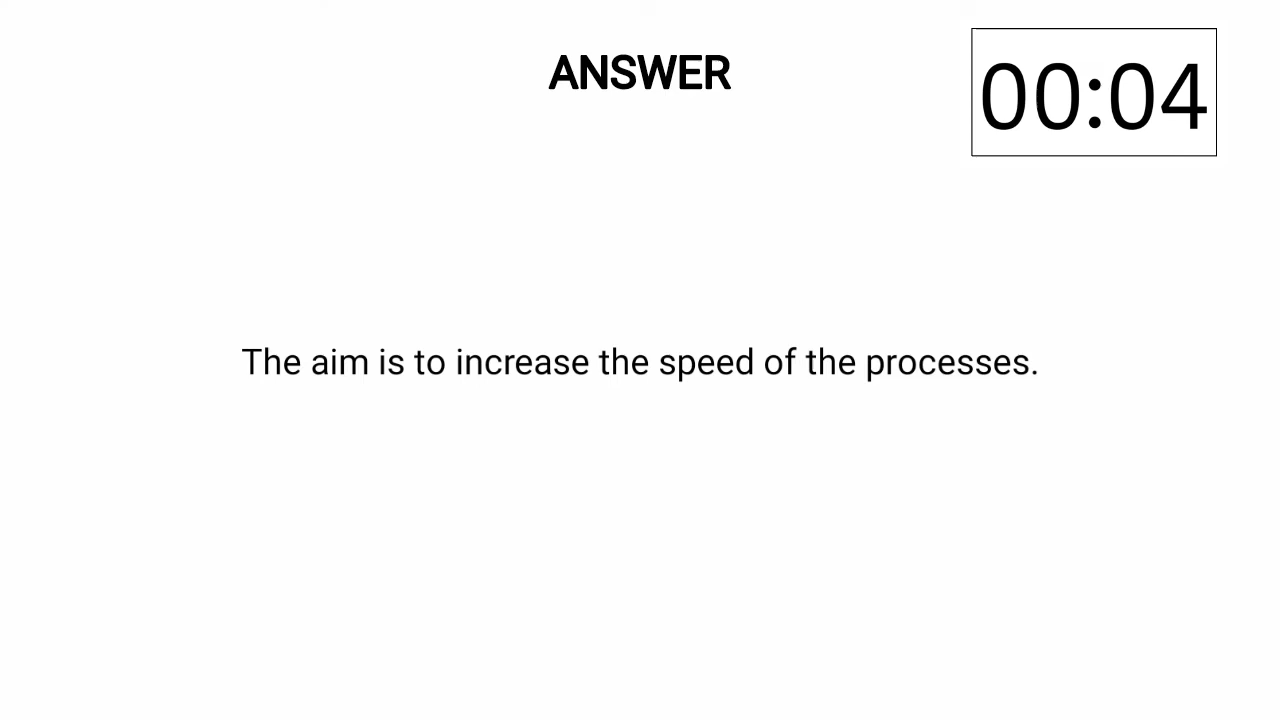 ANSWER
00:04
The aim is to increase the speed of the processes.